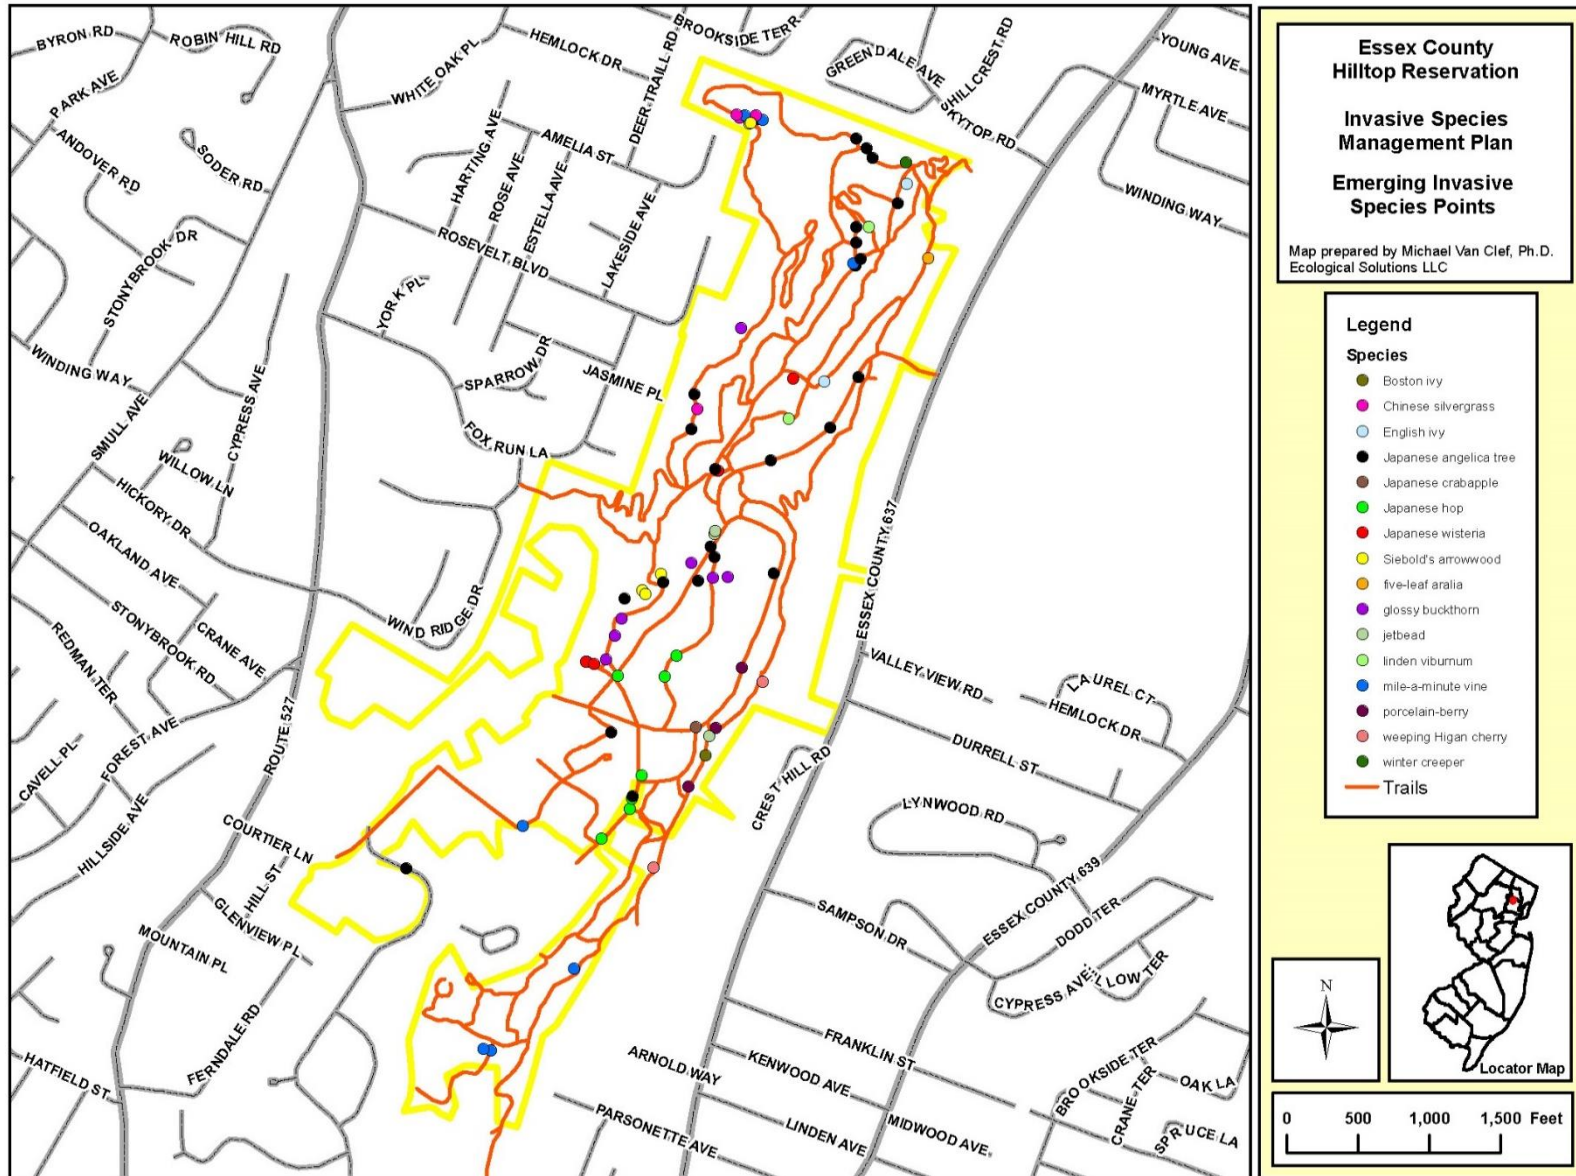 BYRON RD
ROBIN HILL RD
WHITE OAK PL
HEMLOCK DR
DEER TRAILL RD
BROOKSIDE TERR
GREENDALE AVE
HILLCREST RD
SKYTOP RD
YOUNG AVE
MYRTLE AVE
WINDING WAY
PARK AVE
ANDOVER RD
SODER RD
STONYBROOK DR
HARTING AVE
ROSE AVE
ESTELLA AVE
AMELIA ST
LAKESIDE AVE
ROSEVELT BLVD
YORK PL
WINDING WAY
SMULL AVE
CYPRESS AVE
SPARROW DR
JASMINE PL
FOX RUN LA
WILLOW LN
HICKORY DR
OAKLAND AVE
STONYBROOK RD
CRANE AVE
REDMAN TER
WIND RIDGE DR
ESSEX COUNTY 637
VALLEY VIEW RD
LAUREL CT
HEMLOCK DR
DURRELL ST
CREST HILL RD
LYNWOOD RD
FOREST AVE
CAVELL PL
HILLSIDE AVE
ROUTE 527
COURTIER LN
HILL ST
GLENVIEW PL
MOUNTAIN PL
FERNDALE RD
HATFIELD ST
SAMPSON DR
ESSEX COUNTY 639
DODD TER
CYPRESS AVE
FRANKLIN ST
ARNOLD WAY
KENWOOD AVE
PARSONETTE AVE
LINDEN AVE
MIDWOOD AVE
BROOKSIDE TER
CRANE TER
OAK LA
SPRUCE LA
Essex County
Hilltop Reservation
Invasive Species
Management Plan
Emerging Invasive
Species Points
Map prepared by Michael Van Clef, Ph.D.
Ecological Solutions LLC
Legend
Species
Boston ivy
Chinese silvergrass
English ivy
Japanese angelica tree
Japanese crabapple
Japanese hop
Japanese wisteria
Siebold's arrowwood
five-leaf aralia
glossy buckthorn
jetbead
linden viburnum
mile-a-minute vine
porcelain-berry
weeping Higan cherry
winter creeper
Trails
N
Locator Map
0 500 1,000 1,500 Feet